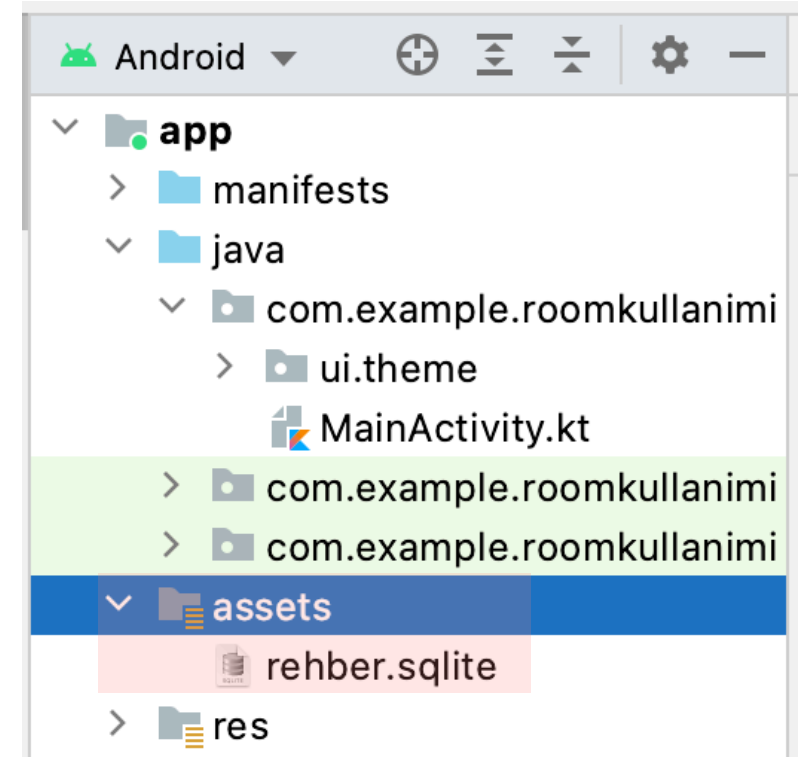 Android
app
manifests
java
com.example.roomkullanimi
ui.theme
MainActivity.kt
com.example.roomkullanimi
com.example.roomkullanimi
assets
rehber.sqlite
res